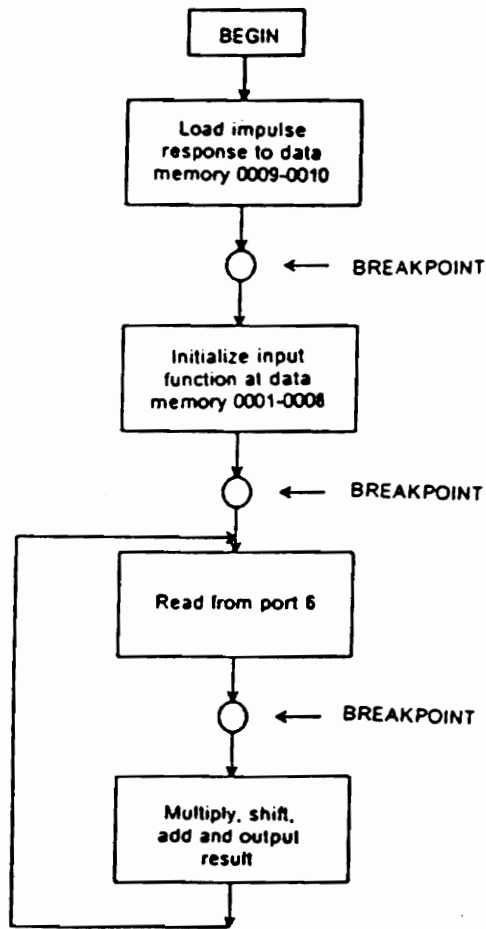 BEGIN
Load impulse
response to data
memory 0009-0010
BREAKPOINT
Initialize input
function at data
memory 0001-0008
BREAKPOINT
Read from port 6
BREAKPOINT
Multiply, shift,
add and output
result